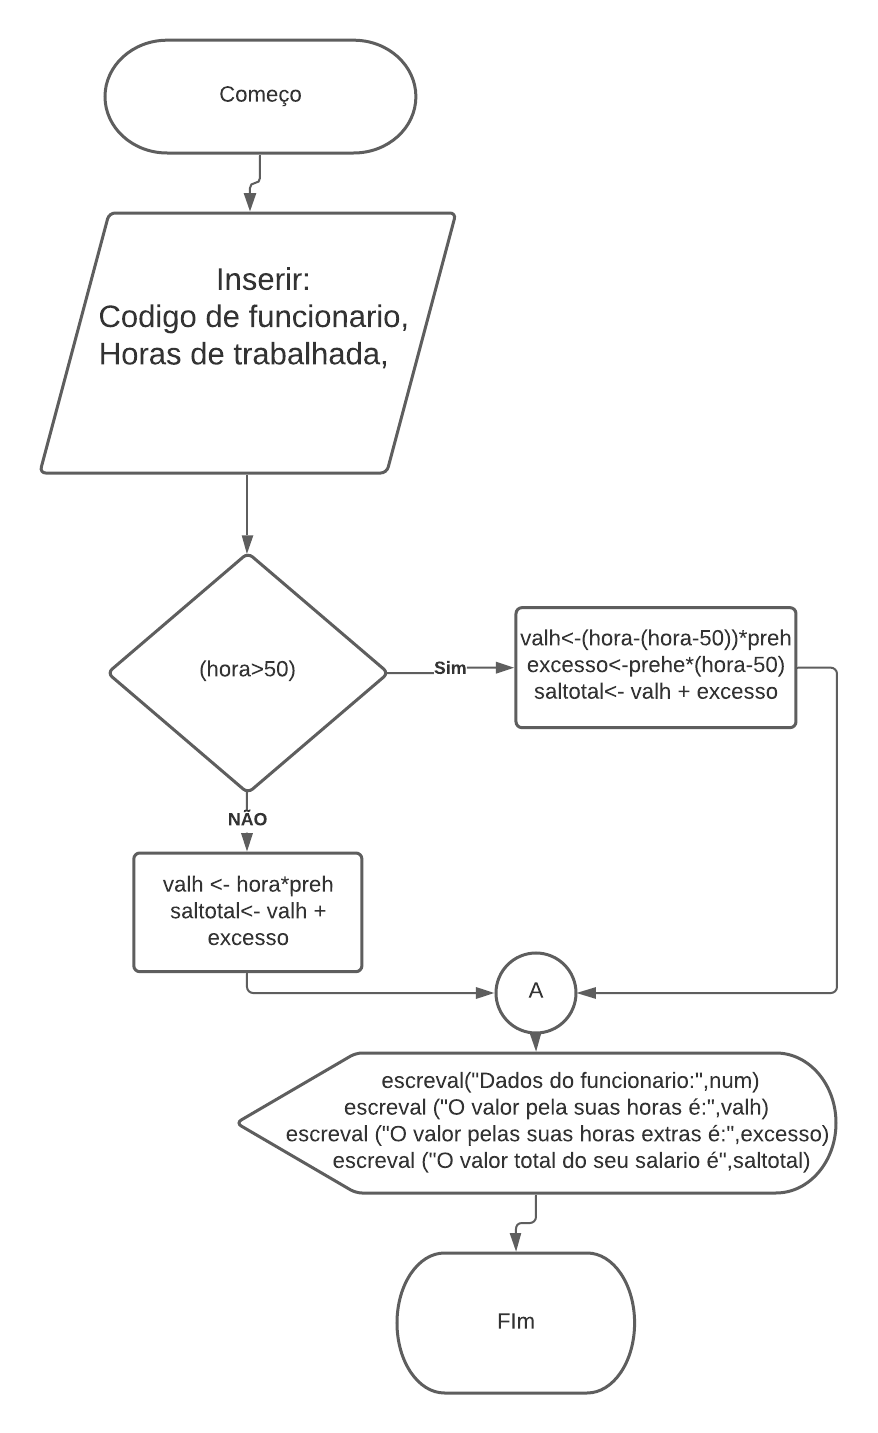 Começo
Inserir:
Codigo de funcionario,
Horas de trabalhada,
(hora>50)
Sim
valh<-(hora-(hora-50))*preh
excesso<-prehe*(hora-50)
saltotal<- valh + excesso
NÃO
valh <- hora*preh
saltotal<- valh +
excesso
A
escreval("Dados do funcionario:",num)
escreval ("O valor pela suas horas é:",valh)
escreval ("O valor pelas suas horas extras é:",excesso)
escreval ("O valor total do seu salario é",saltotal)
FIm